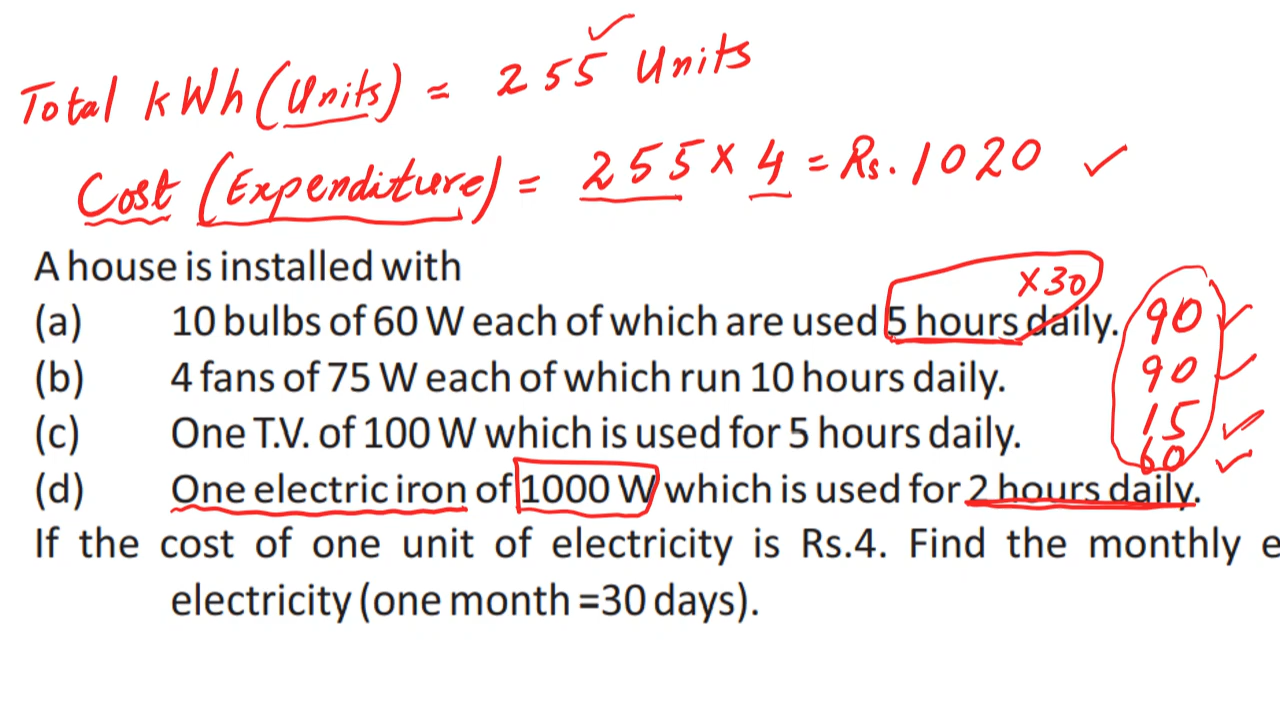 Total kWh (Units) = 255 Units
Cost (Expenditure) = 255 × 4 = Rs. 1020
A house is installed with
×30
(a) 10 bulbs of 60 W each of which are used 5 hours daily. 90
(b) 4 fans of 75 W each of which run 10 hours daily. 90
(c) One T.V. of 100 W which is used for 5 hours daily. 15
60
(d) One electric iron of 1000 W which is used for 2 hours daily.
If the cost of one unit of electricity is Rs.4. Find the monthly e
electricity (one month =30 days).